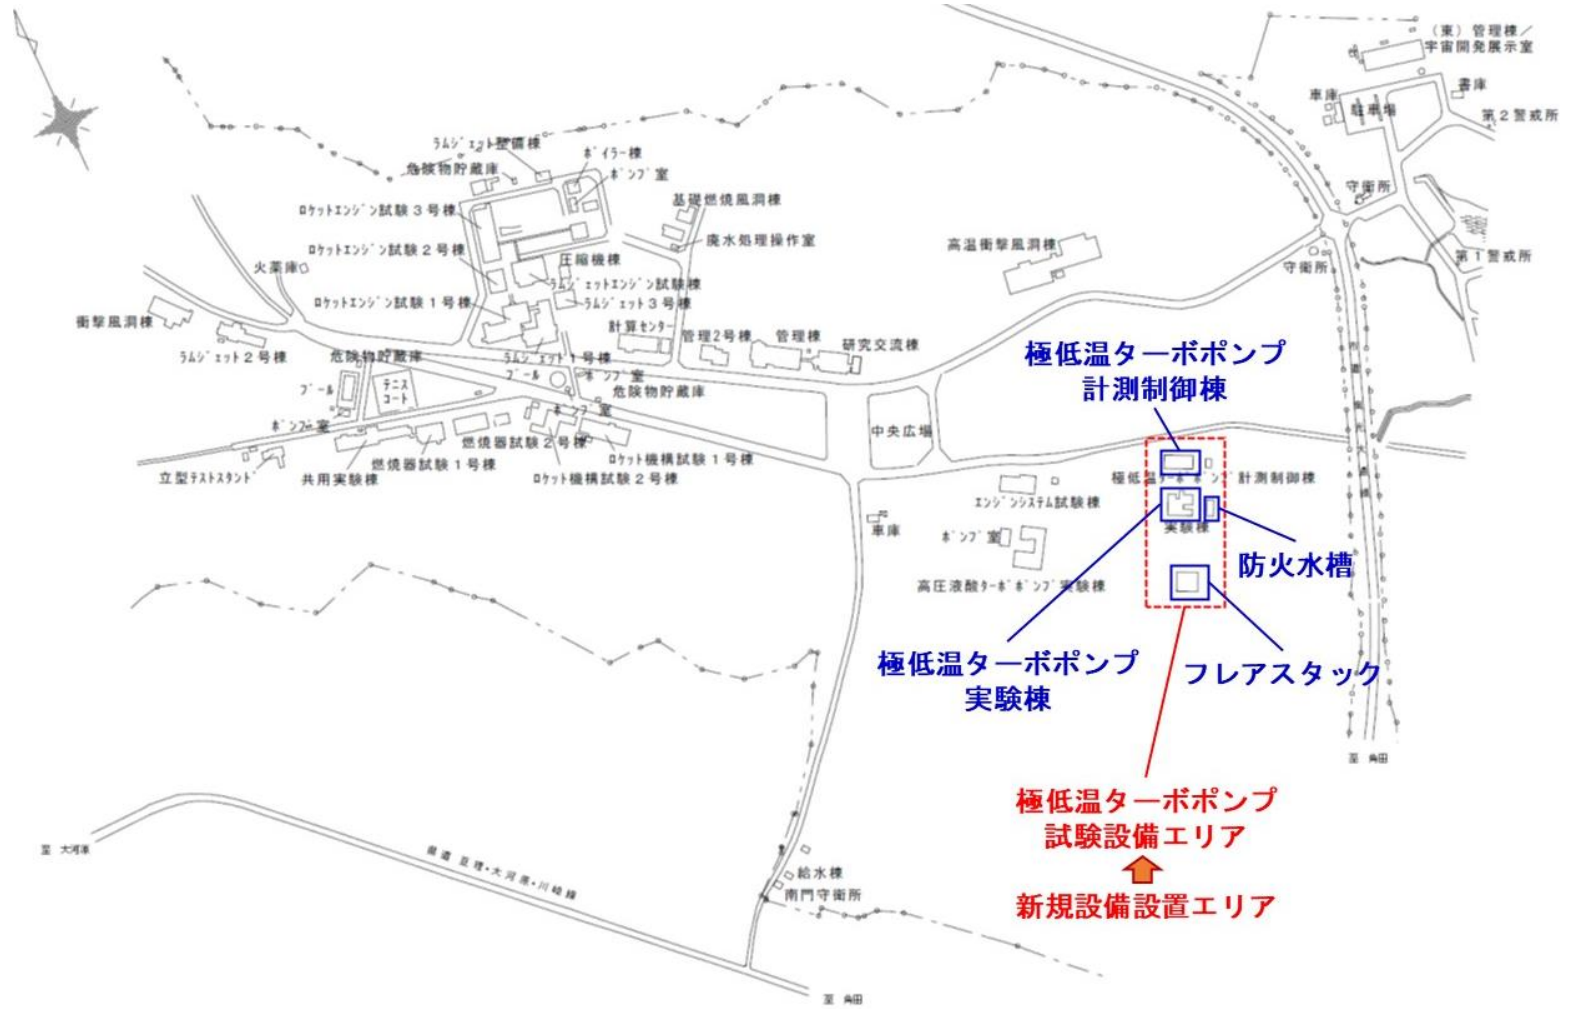 (東)管理棟/
宇宙開発展示室
車庫
駐車場
書庫
第2警戒所
守衛所
第1警戒所
守衛所
ラムジェット整備棟
危険物貯蔵庫
ボイラー棟
ポンプ室
基礎燃焼風洞棟
廃水処理操作室
ロケットエンジン試験3号棟
ロケットエンジン試験2号棟
火薬庫
圧縮機棟
ラムジェットエンジン試験棟
ラムジェット3号棟
ロケットエンジン試験1号棟
高温衝撃風洞棟
衝撃風洞棟
ラムジェット2号棟
危険物貯蔵庫
ラムジェット1号棟
計算センター
管理2号棟
管理棟
研究交流棟
プール
テニス
コート
プール
ポンプ室
危険物貯蔵庫
ポンプ室
ポンプ室
中央広場
立型テストスタンド
共用実験棟
燃焼器試験1号棟
燃焼器試験2号棟
ロケット機構試験1号棟
ロケット機構試験2号棟
極低温ターボポンプ
計測制御棟
極低温ターボポンプ計測制御棟
エンジンシステム試験棟
車庫
ポンプ室
実験棟
防火水槽
高圧液酸ターボポンプ実験棟
極低温ターボポンプ
実験棟
フレアスタック
至 角田
極低温ターボポンプ
試験設備エリア
新規設備設置エリア
至 大河原
県道 亘理・大河原・川崎線
給水棟
南門守衛所
至 角田